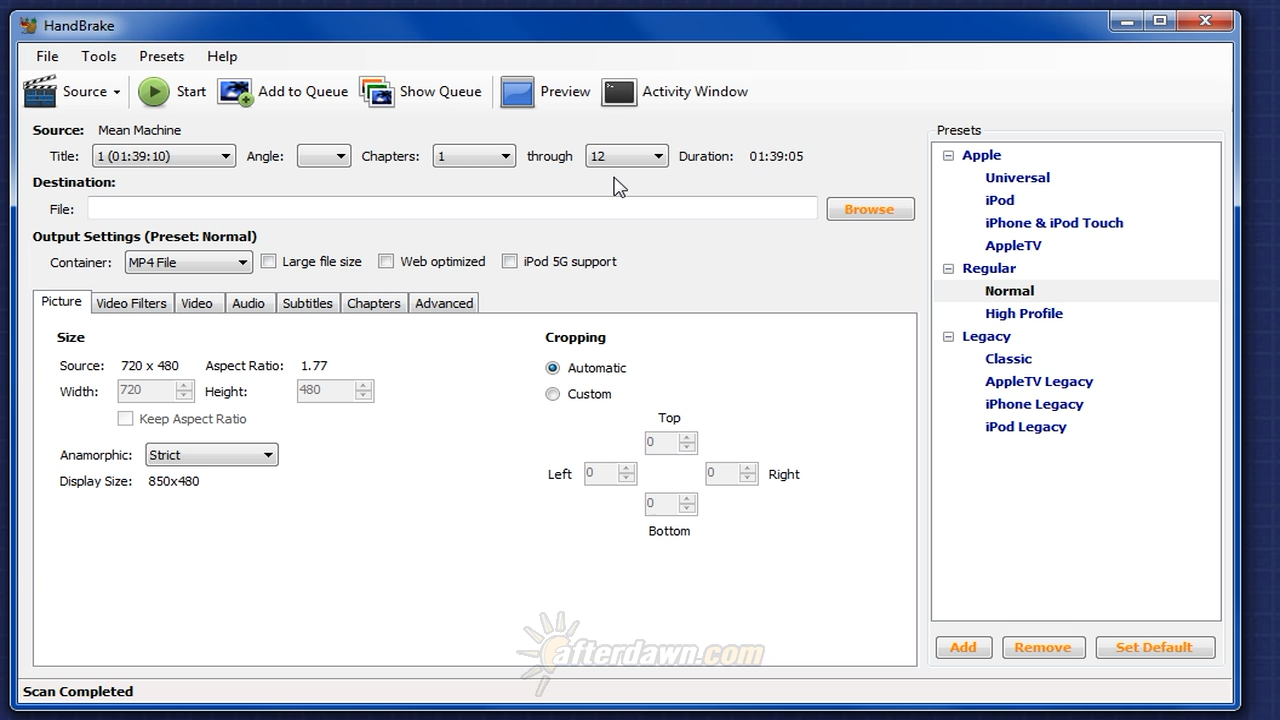 HandBrake
File Tools Presets Help
Source Start Add to Queue Show Queue Preview Activity Window
Source: Mean Machine
Title: 1 (01:39:10) Angle: Chapters: 1 through 12 Duration: 01:39:05
Destination:
File: Browse
Output Settings (Preset: Normal)
Container: MP4 File Large file size Web optimized iPod 5G support
Picture Video Filters Video Audio Subtitles Chapters Advanced
Size
Source: 720 x 480 Aspect Ratio: 1.77
Width: 720 Height: 480
Keep Aspect Ratio
Anamorphic: Strict
Display Size: 850x480
Cropping
Automatic
Custom
Top
0
Left 0 0 Right
0
Bottom
Presets
Apple
Universal
iPod
iPhone & iPod Touch
AppleTV
Regular
Normal
High Profile
Legacy
Classic
AppleTV Legacy
iPhone Legacy
iPod Legacy
Add Remove Set Default
afterdawn.com
Scan Completed